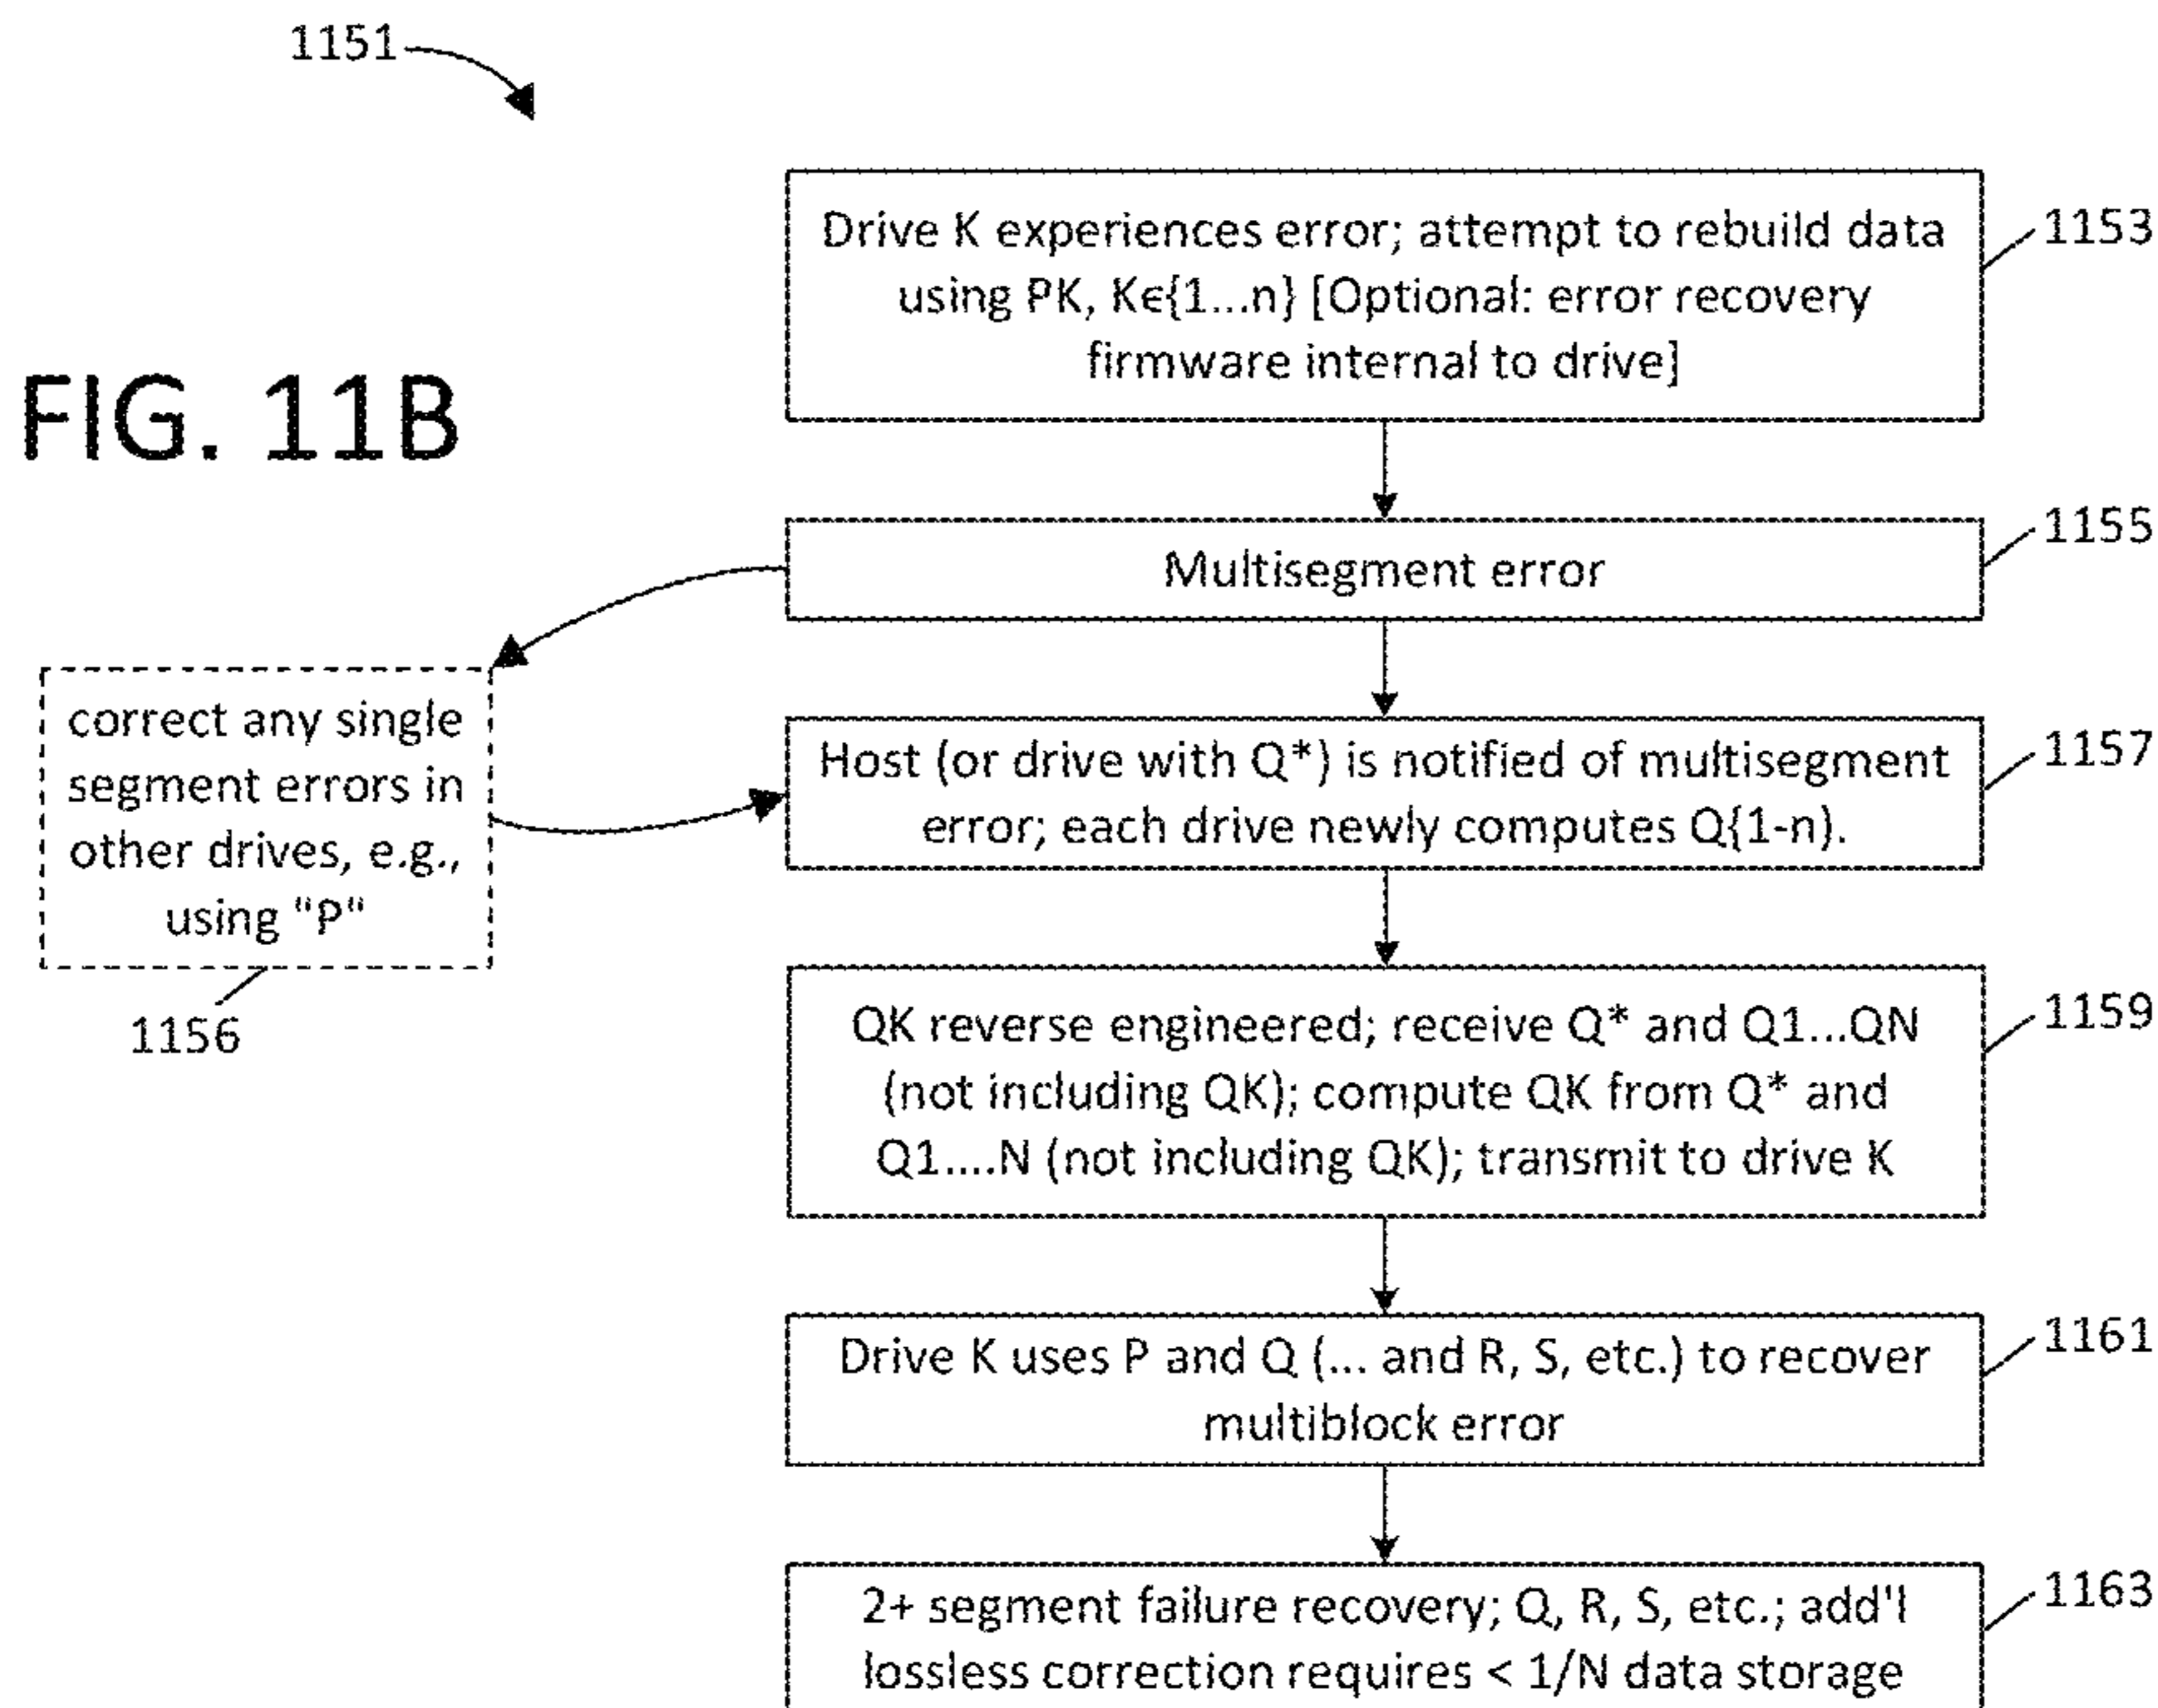 1151
FIG. 11B
Drive K experiences error; attempt to rebuild data
using PK, Kϵ{1...n} [Optional: error recovery
firmware internal to drive]
1153
Multisegment error
1155
correct any single
segment errors in
other drives, e.g.,
using "P"
1156
Host (or drive with Q*) is notified of multisegment
error; each drive newly computes Q{1-n).
1157
QK reverse engineered; receive Q* and Q1...QN
(not including QK); compute QK from Q* and
Q1....N (not including QK); transmit to drive K
1159
Drive K uses P and Q (... and R, S, etc.) to recover
multiblock error
1161
2+ segment failure recovery; Q, R, S, etc.; add'l
lossless correction requires < 1/N data storage
1163